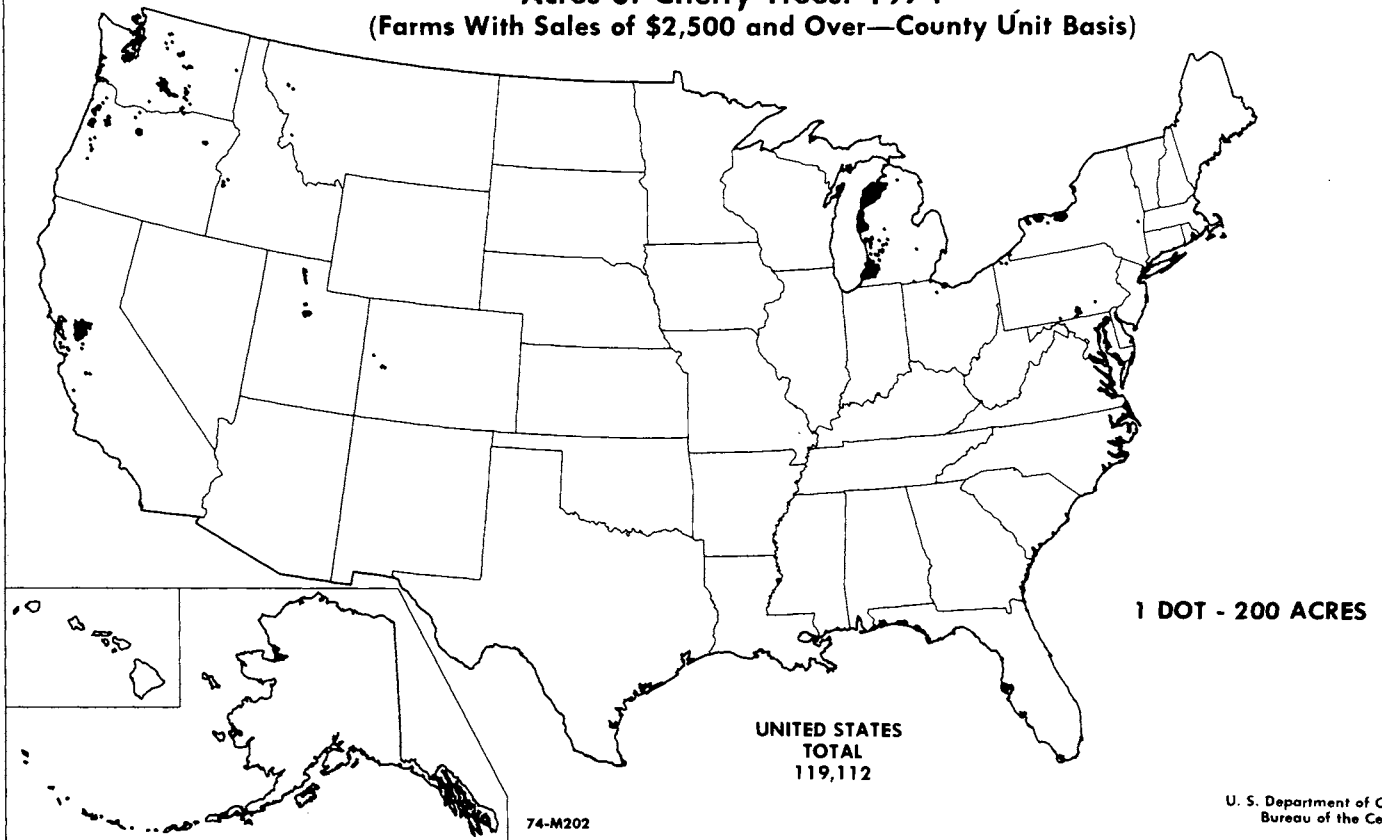 Acres of Cherry Trees: 1974
(Farms With Sales of $2,500 and Over—County Unit Basis)
1 DOT - 200 ACRES
UNITED STATES
TOTAL
119,112
74-M202
U. S. Department of C
Bureau of the Ce